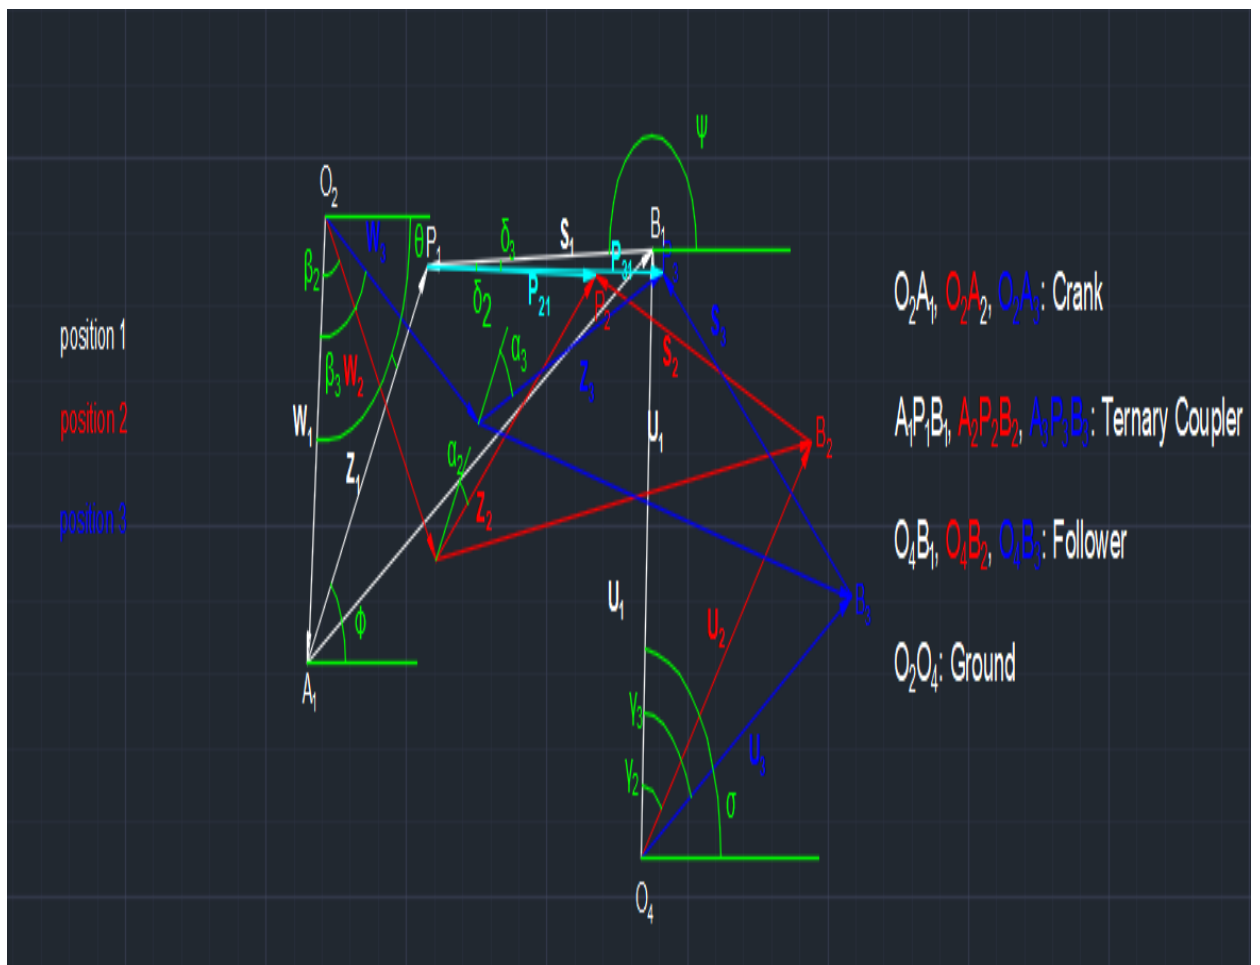 O₂
Ψ
θ
W₃
P₁
δ₃
S₁
B₁
P₃₁
P₃
β₂
δ₂
P₂₁
P₂
O₂A₁, O₂A₂, O₂A₃: Crank
position 1
S₃
α₃
S₂
β₃
W₂
Z₃
W₁
position 2
U₁
B₂
A₁P₁B₁, A₂P₂B₂, A₃P₃B₃: Ternary Coupler
Z₁
α₂
Z₂
position 3
O₄B₁, O₄B₂, O₄B₃: Follower
U₁
B₃
ϕ
U₂
O₂O₄: Ground
A₁
γ₃
U₃
γ₂
σ
O₄